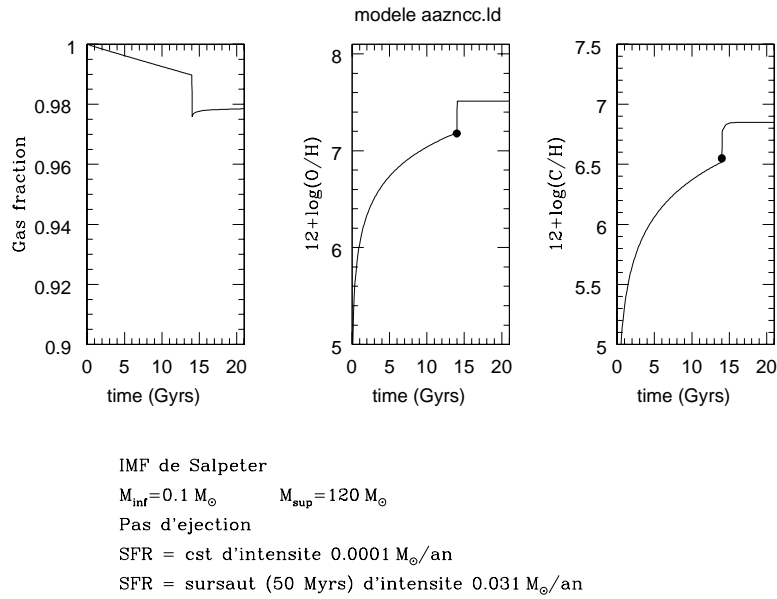 modele aazncc.ld
Gas fraction
1
0.98
0.96
0.94
0.92
0.9
0 5 10 15 20
time (Gyrs)
12+log(O/H)
8
7
6
5
0 5 10 15 20
time (Gyrs)
12+log(C/H)
7.5
7
6.5
6
5.5
5
0 5 10 15 20
time (Gyrs)
IMF de Salpeter
M_inf=0.1 M_⊙ M_sup=120 M_⊙
Pas d'ejection
SFR = cst d'intensite 0.0001 M_⊙/an
SFR = sursaut (50 Myrs) d'intensite 0.031 M_⊙/an